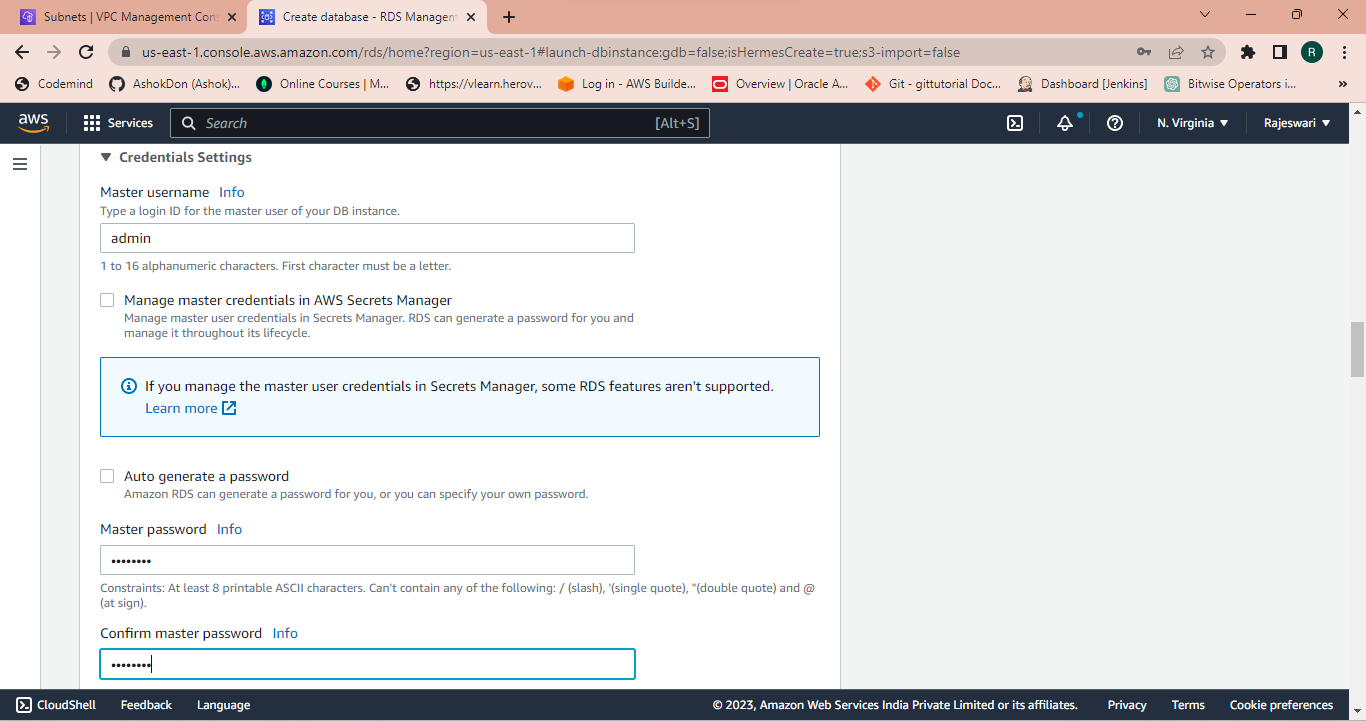 Subnets | VPC Management Con
Create database - RDS Managem
us-east-1.console.aws.amazon.com/rds/home?region=us-east-1#launch-dbinstance:gdb=false;isHermesCreate=true;s3-import=false
R
Codemind
AshokDon (Ashok)...
Online Courses | M...
https://vlearn.herov...
Log in - AWS Builde...
Overview | Oracle A...
Git - gittutorial Doc...
Dashboard [Jenkins]
Bitwise Operators i...
»
aws
Services
Search
[Alt+S]
N. Virginia
Rajeswari
Credentials Settings
Master username Info
Type a login ID for the master user of your DB instance.
admin
1 to 16 alphanumeric characters. First character must be a letter.
Manage master credentials in AWS Secrets Manager
Manage master user credentials in Secrets Manager. RDS can generate a password for you and
manage it throughout its lifecycle.
If you manage the master user credentials in Secrets Manager, some RDS features aren't supported.
Learn more
Auto generate a password
Amazon RDS can generate a password for you, or you can specify your own password.
Master password Info
••••••••
Constraints: At least 8 printable ASCII characters. Can't contain any of the following: / (slash), '(single quote), "(double quote) and @
(at sign).
Confirm master password Info
••••••••
CloudShell
Feedback
Language
© 2023, Amazon Web Services India Private Limited or its affiliates.
Privacy
Terms
Cookie preferences